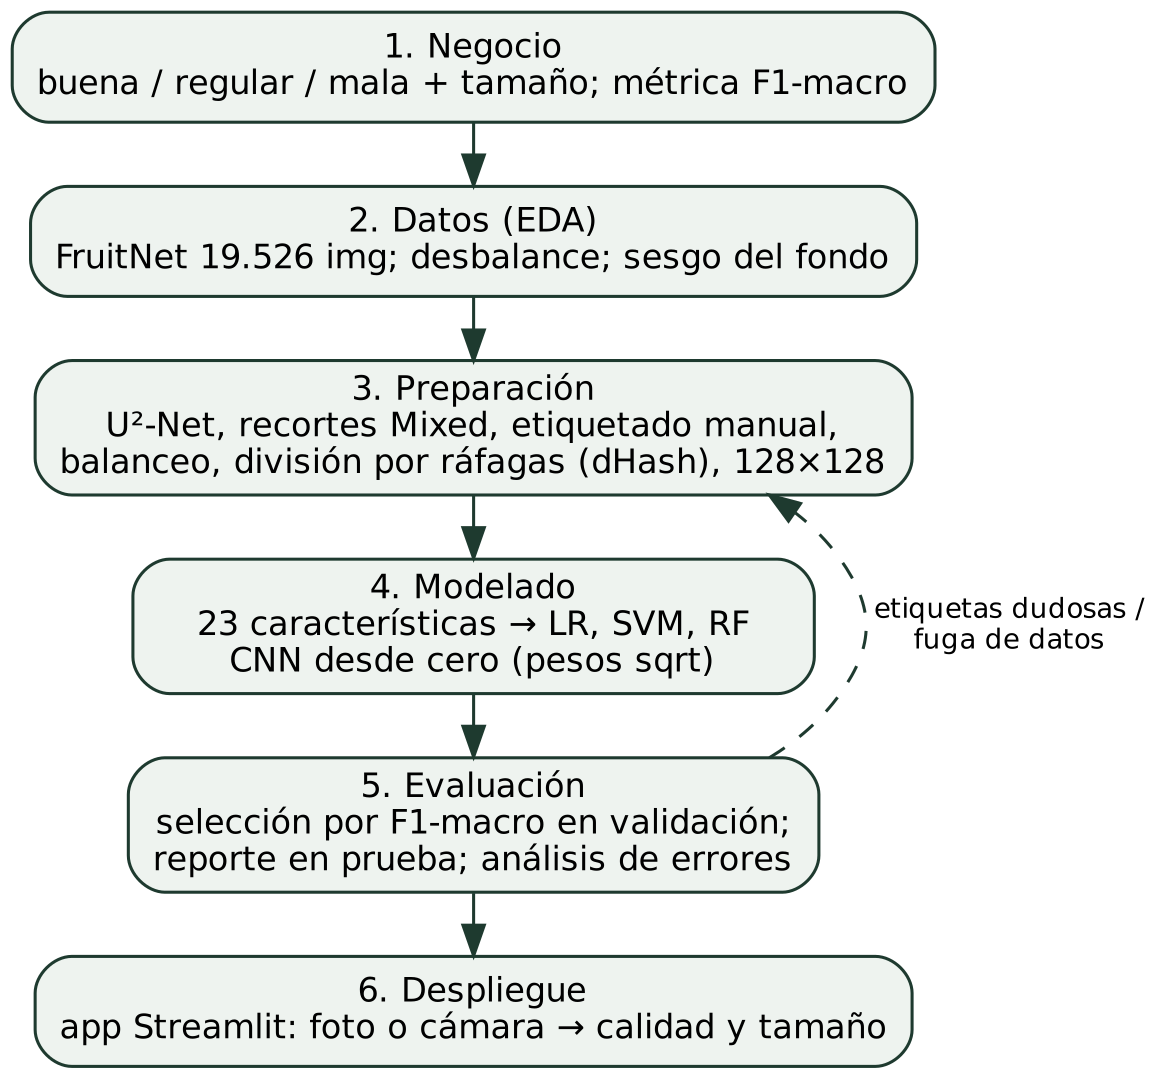 1. Negocio
buena / regular / mala + tamaño; métrica F1-macro
2. Datos (EDA)
FruitNet 19.526 img; desbalance; sesgo del fondo
3. Preparación
U²-Net, recortes Mixed, etiquetado manual,
balanceo, división por ráfagas (dHash), 128×128
4. Modelado
23 características → LR, SVM, RF
CNN desde cero (pesos sqrt)
etiquetas dudosas /
fuga de datos
5. Evaluación
selección por F1-macro en validación;
reporte en prueba; análisis de errores
6. Despliegue
app Streamlit: foto o cámara → calidad y tamaño